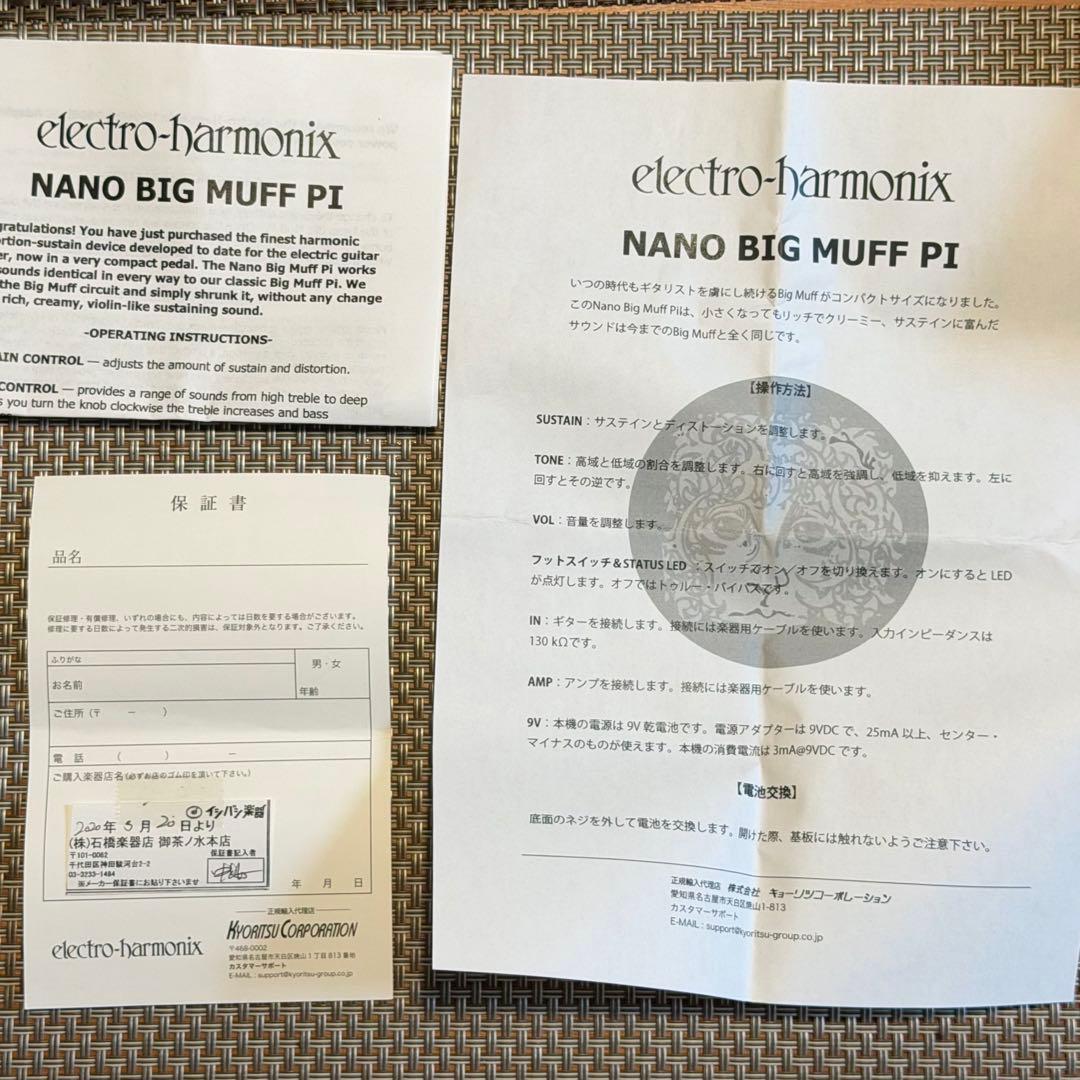 electro-harmonix
NANO BIG MUFF PI
gratulations! You have just purchased the finest harmonic
rtion-sustain device developed to date for the electric guitar
er, now in a very compact pedal. The Nano Big Muff Pi works
sounds identical in every way to our classic Big Muff Pi. We
the Big Muff circuit and simply shrunk it, without any change
rich, creamy, violin-like sustaining sound.
-OPERATING INSTRUCTIONS-
AIN CONTROL — adjusts the amount of sustain and distortion.
CONTROL — provides a range of sounds from high treble to deep
s you turn the knob clockwise the treble increases and bass
electro-harmonix
NANO BIG MUFF PI
いつの時代もギタリストを虜にし続けるBig Muffがコンパクトサイズになりました。
このNano Big Muff Piは、小さくなってもリッチでクリーミー、サステインに富んだ
サウンドは今までのBig Muffと全く同じです。
【操作方法】
SUSTAIN：サステインとディストーションを調整します。
TONE：高域と低域の割合を調整します。右に回すと高域を強調し、低域を抑えます。左に
回すとその逆です。
VOL：音量を調整します。
フットスイッチ＆STATUS LED ：スイッチでオン／オフを切り換えます。オンにするとLED
が点灯します。オフではトゥルー・バイパスです。
IN：ギターを接続します。接続には楽器用ケーブルを使います。入力インピーダンスは
130 kΩです。
AMP：アンプを接続します。接続には楽器用ケーブルを使います。
9V：本機の電源は9V乾電池です。電源アダプターは9VDCで、25mA以上、センター・
マイナスのものが使えます。本機の消費電流は3mA@9VDCです。
【電池交換】
底面のネジを外して電池を交換します。開けた際、基板には触れないようご注意下さい。
正規輸入代理店 株式会社 キョーリツコーポレーション
愛知県名古屋市天白区焼山1-813
カスタマーサポート
E-MAIL：support@kyoritsu-group.co.jp
保証書
品名
保証修理・有償修理、いずれの場合にも、内容によっては日数を要する場合がございます。
修理に要する日数によって発生する二次的損害は、保証対象外となります。ご了承ください。
ふりがな
男・女
お名前
年齢
ご住所（〒 － ）
電話 （ ） －
ご購入楽器店名（必ずお店のゴム印を頂いて下さい。）
イシバシ楽器
2020年5月20日より
(株)石橋楽器店 御茶ノ水本店
〒101-0062
保証書記入者
千代田区神田駿河台2-2
03-3233-1484
※メーカー保証書にお貼り下さいませ
年 月 日
正規輸入代理店
KYORITSU CORPORATION
electro-harmonix
〒468-0002
愛知県名古屋市天白区焼山1丁目813番地
カスタマーサポート
E-MAIL：support@kyoritsu-group.co.jp